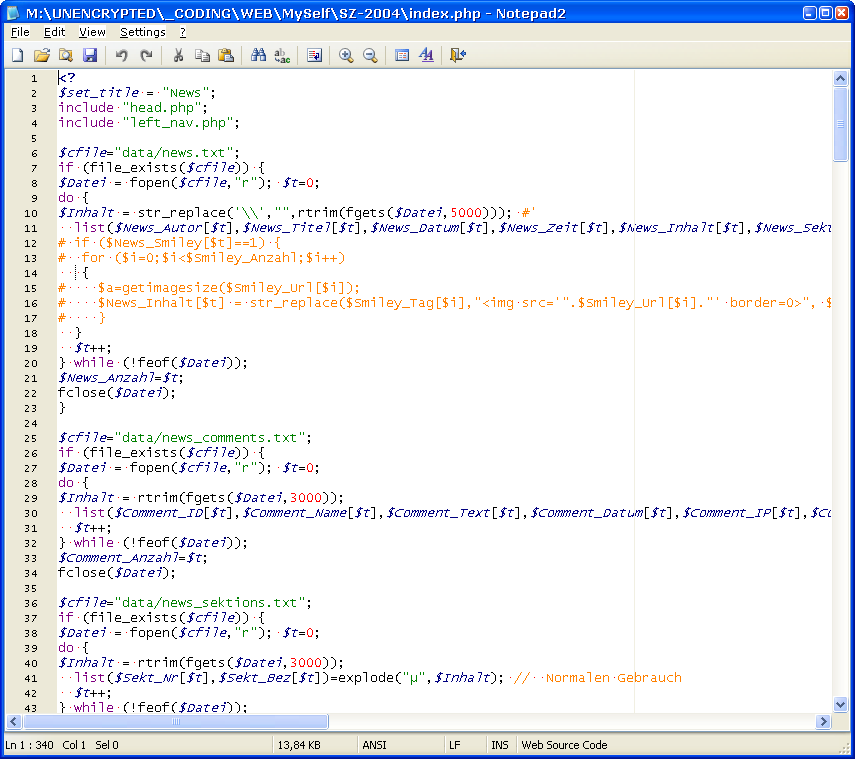 M:\UNENCRYPTED\_CODING\WEB\MySelf\SZ-2004\index.php - Notepad2
File Edit View Settings ?
1 <?
2 $set_title = "News";
3 include "head.php";
4 include "left_nav.php";
5
6 $cfile="data/news.txt";
7 if (file_exists($cfile)) {
8 $Datei = fopen($cfile,"r"); $t=0;
9 do {
10 $Inhalt = str_replace('\\',"",rtrim(fgets($Datei,5000))); #'
11   list($News_Autor[$t],$News_Titel[$t],$News_Datum[$t],$News_Zeit[$t],$News_Inhalt[$t],$News_Sekt
12 # if ($News_Smiley[$t]==1) {
13 #  for ($i=0;$i<$Smiley_Anzahl;$i++)
14    {
15 #    $a=getimagesize($Smiley_Url[$i]);
16 #    $News_Inhalt[$t] = str_replace($Smiley_Tag[$i],"<img src='".$Smiley_Url[$i]."' border=0>", $
17 #    }
18   }
19   $t++;
20 } while (!feof($Datei));
21 $News_Anzahl=$t;
22 fclose($Datei);
23 }
24
25 $cfile="data/news_comments.txt";
26 if (file_exists($cfile)) {
27 $Datei = fopen($cfile,"r"); $t=0;
28 do {
29 $Inhalt = rtrim(fgets($Datei,3000));
30   list($Comment_ID[$t],$Comment_Name[$t],$Comment_Text[$t],$Comment_Datum[$t],$Comment_IP[$t],$Co
31   $t++;
32 } while (!feof($Datei));
33 $Comment_Anzahl=$t;
34 fclose($Datei);
35
36 $cfile="data/news_sektions.txt";
37 if (file_exists($cfile)) {
38 $Datei = fopen($cfile,"r"); $t=0;
39 do {
40 $Inhalt = rtrim(fgets($Datei,3000));
41   list($Sekt_Nr[$t],$Sekt_Bez[$t])=explode("µ",$Inhalt); //  Normalen Gebrauch
42   $t++;
43 } while (!feof($Datei));
Ln 1 : 340 Col 1 Sel 0 13,84 KB ANSI LF INS Web Source Code